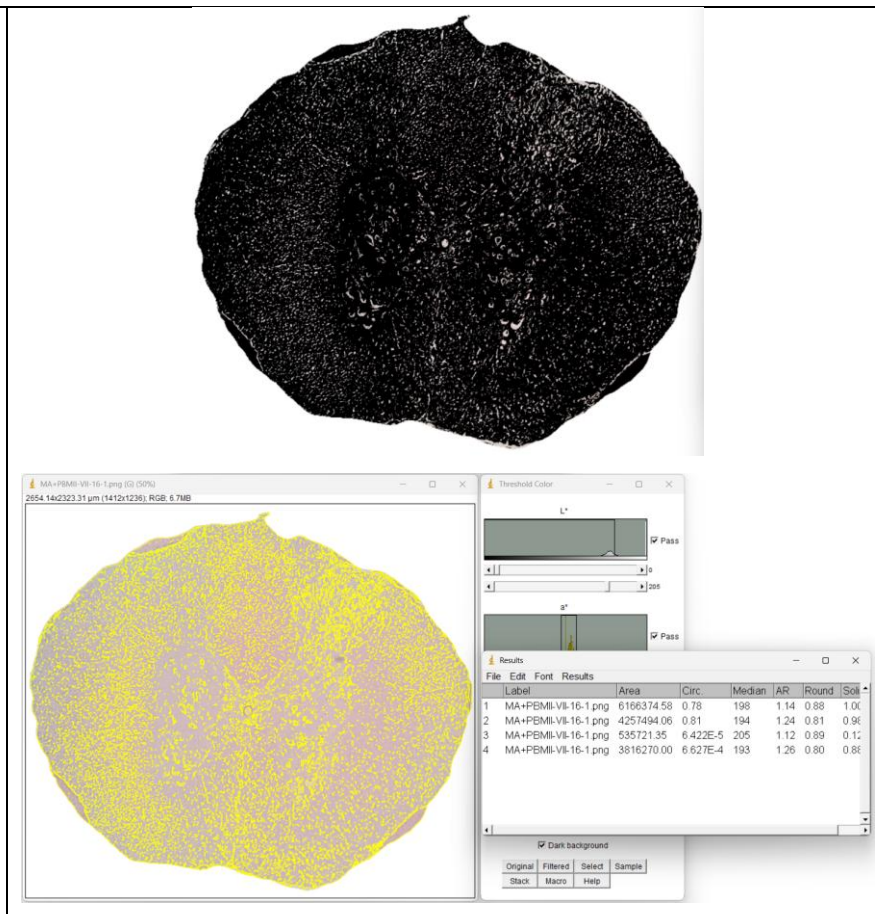 MA+PBMII-VII-16-1.png (G) (50%)
2654.14x2323.31 µm (1412x1236); RGB; 6.7MB
Threshold Color
L*
Pass
0
205
a*
Pass
Results
File Edit Font Results
Label Area Circ. Median AR Round Soli
1 MA+PBMII-VII-16-1.png 6166374.58 0.78 198 1.14 0.88 1.00
2 MA+PBMII-VII-16-1.png 4257494.06 0.81 194 1.24 0.81 0.98
3 MA+PBMII-VII-16-1.png 535721.35 6.422E-5 205 1.12 0.89 0.12
4 MA+PBMII-VII-16-1.png 3816270.00 6.627E-4 193 1.26 0.80 0.88
Dark background
Original Filtered Select Sample
Stack Macro Help